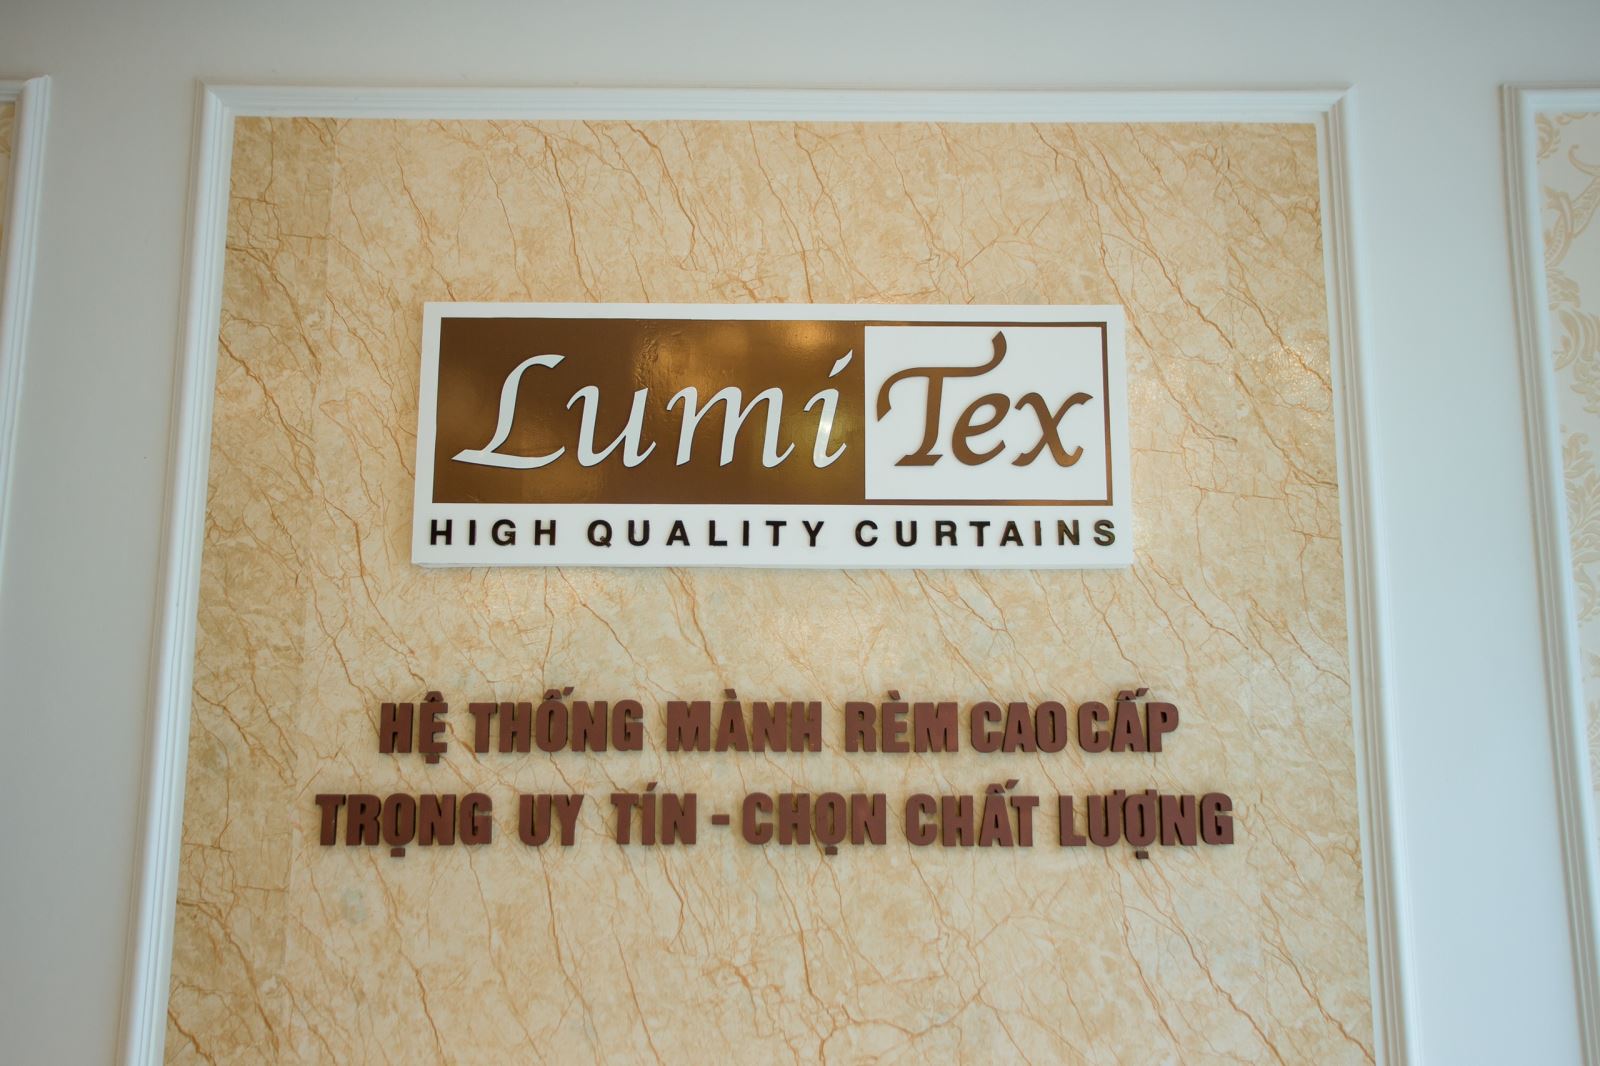 Lumi Tex
HIGH QUALITY CURTAINS
HỆ THỐNG MÀNH RÈM CAO CẤP
TRỌNG UY TÍN - CHỌN CHẤT LƯỢNG